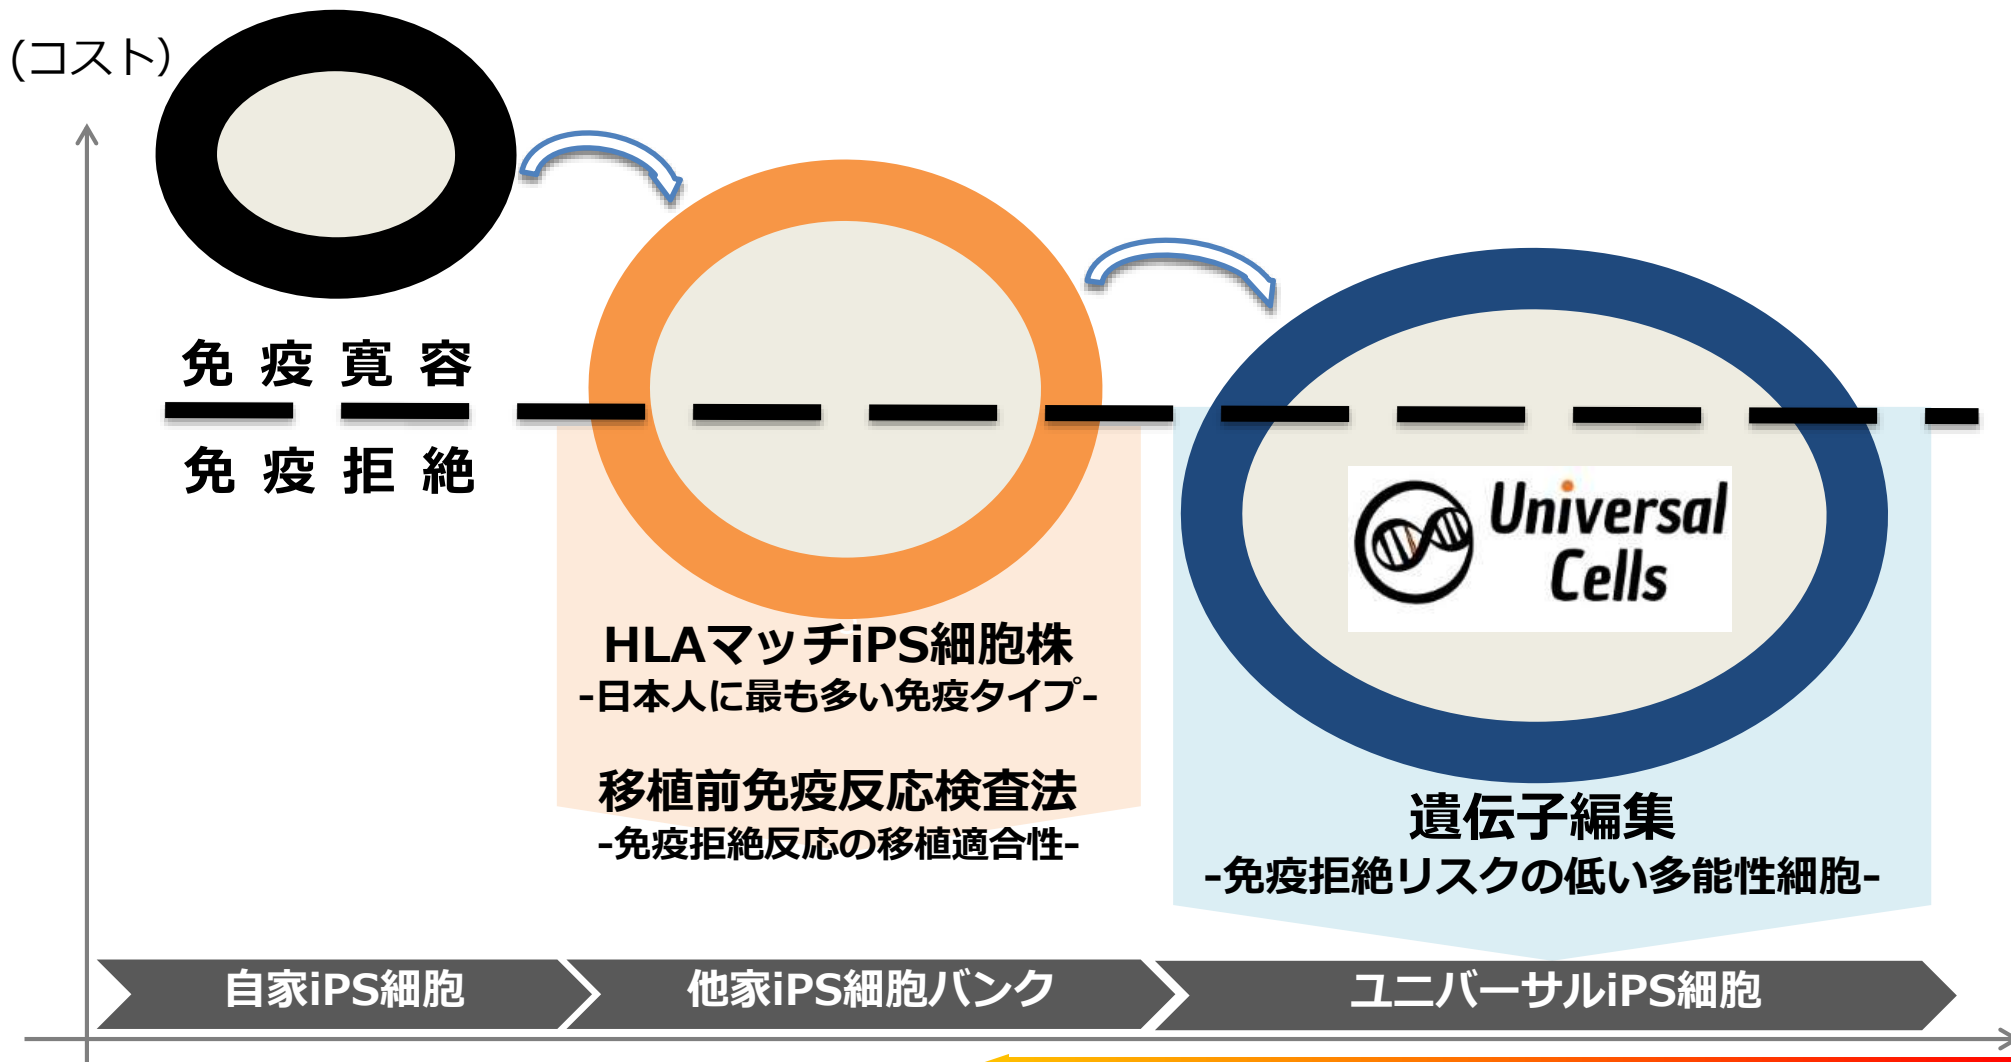 (コスト)
免疫寛容
免疫拒絶
Universal
Cells
HLAマッチiPS細胞株
-日本人に最も多い免疫タイプ-
移植前免疫反応検査法
-免疫拒絶反応の移植適合性-
遺伝子編集
-免疫拒絶リスクの低い多能性細胞-
自家iPS細胞
他家iPS細胞バンク
ユニバーサルiPS細胞